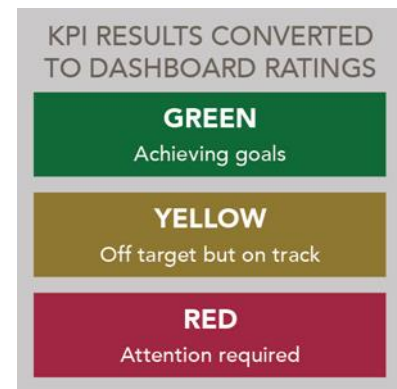 KPI RESULTS CONVERTED
TO DASHBOARD RATINGS
GREEN
Achieving goals
YELLOW
Off target but on track
RED
Attention required